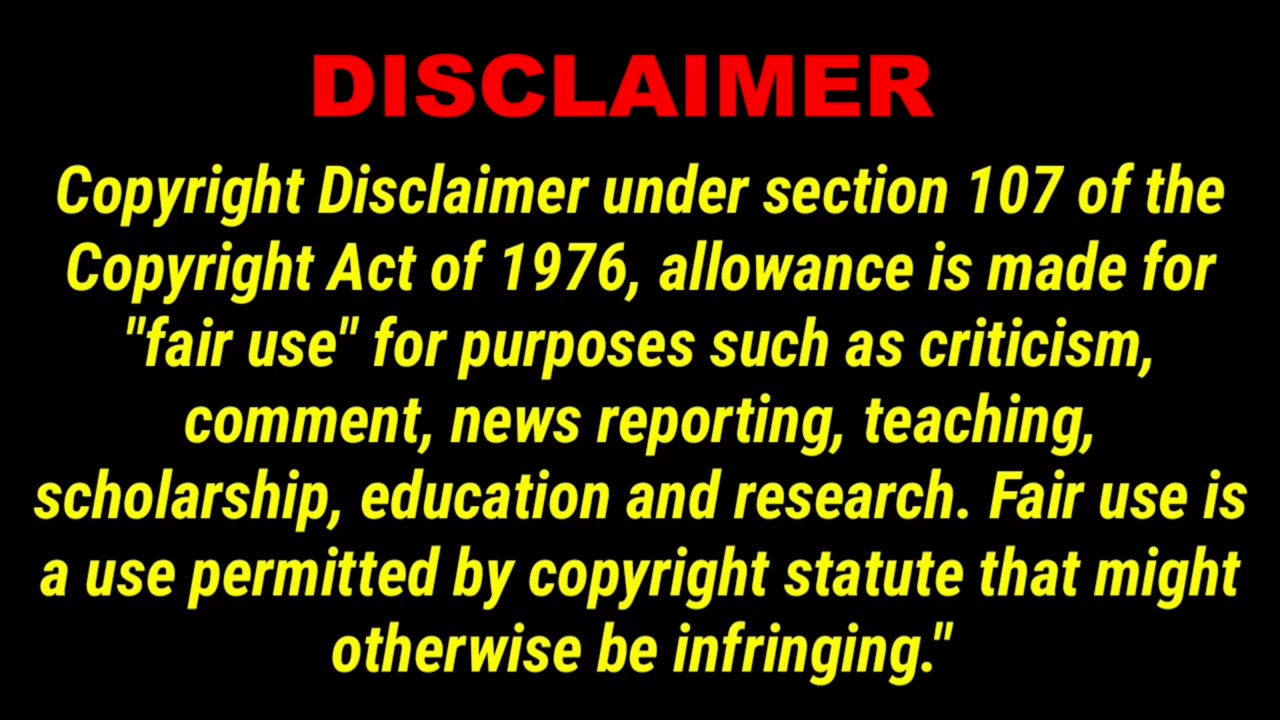 DISCLAIMER
Copyright Disclaimer under section 107 of the
Copyright Act of 1976, allowance is made for
"fair use" for purposes such as criticism,
comment, news reporting, teaching,
scholarship, education and research. Fair use is
a use permitted by copyright statute that might
otherwise be infringing."